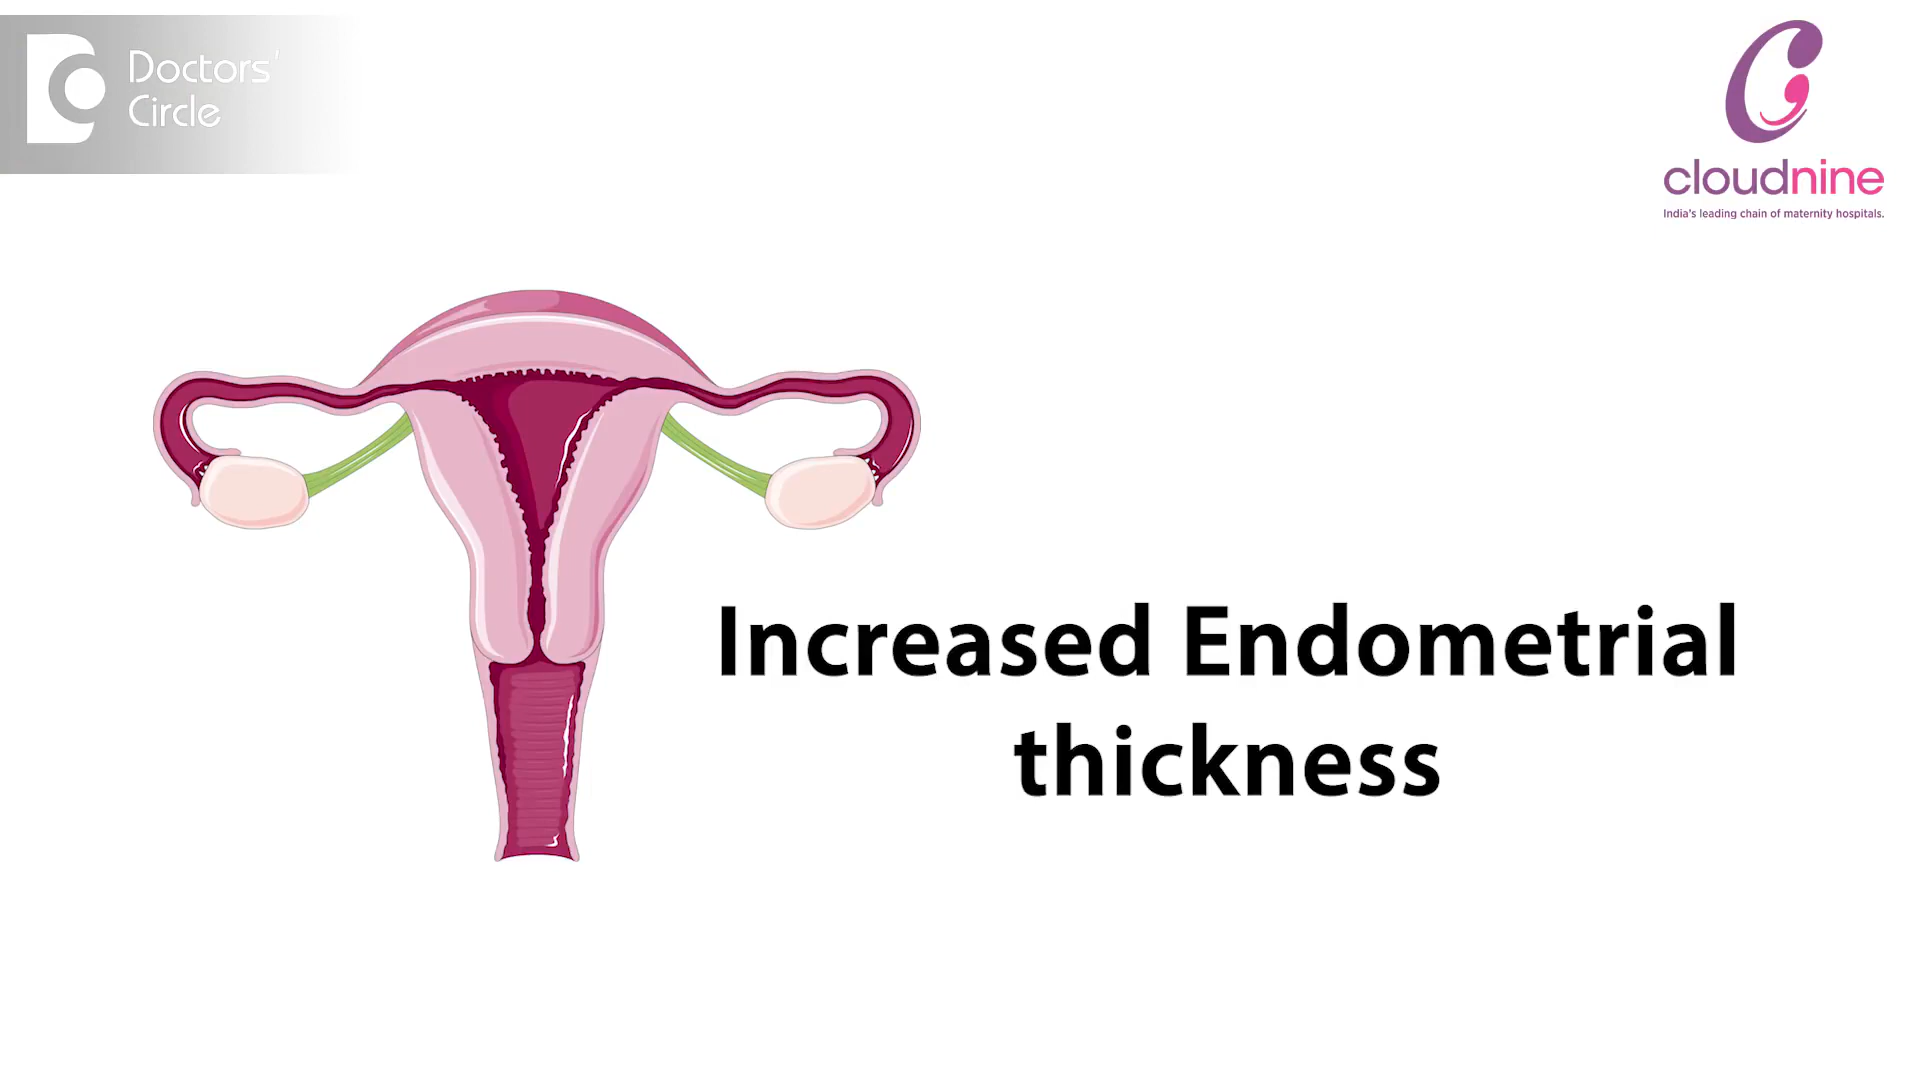 Doctors'
Circle
cloudnine
India's leading chain of maternity hospitals.
Increased Endometrial
thickness